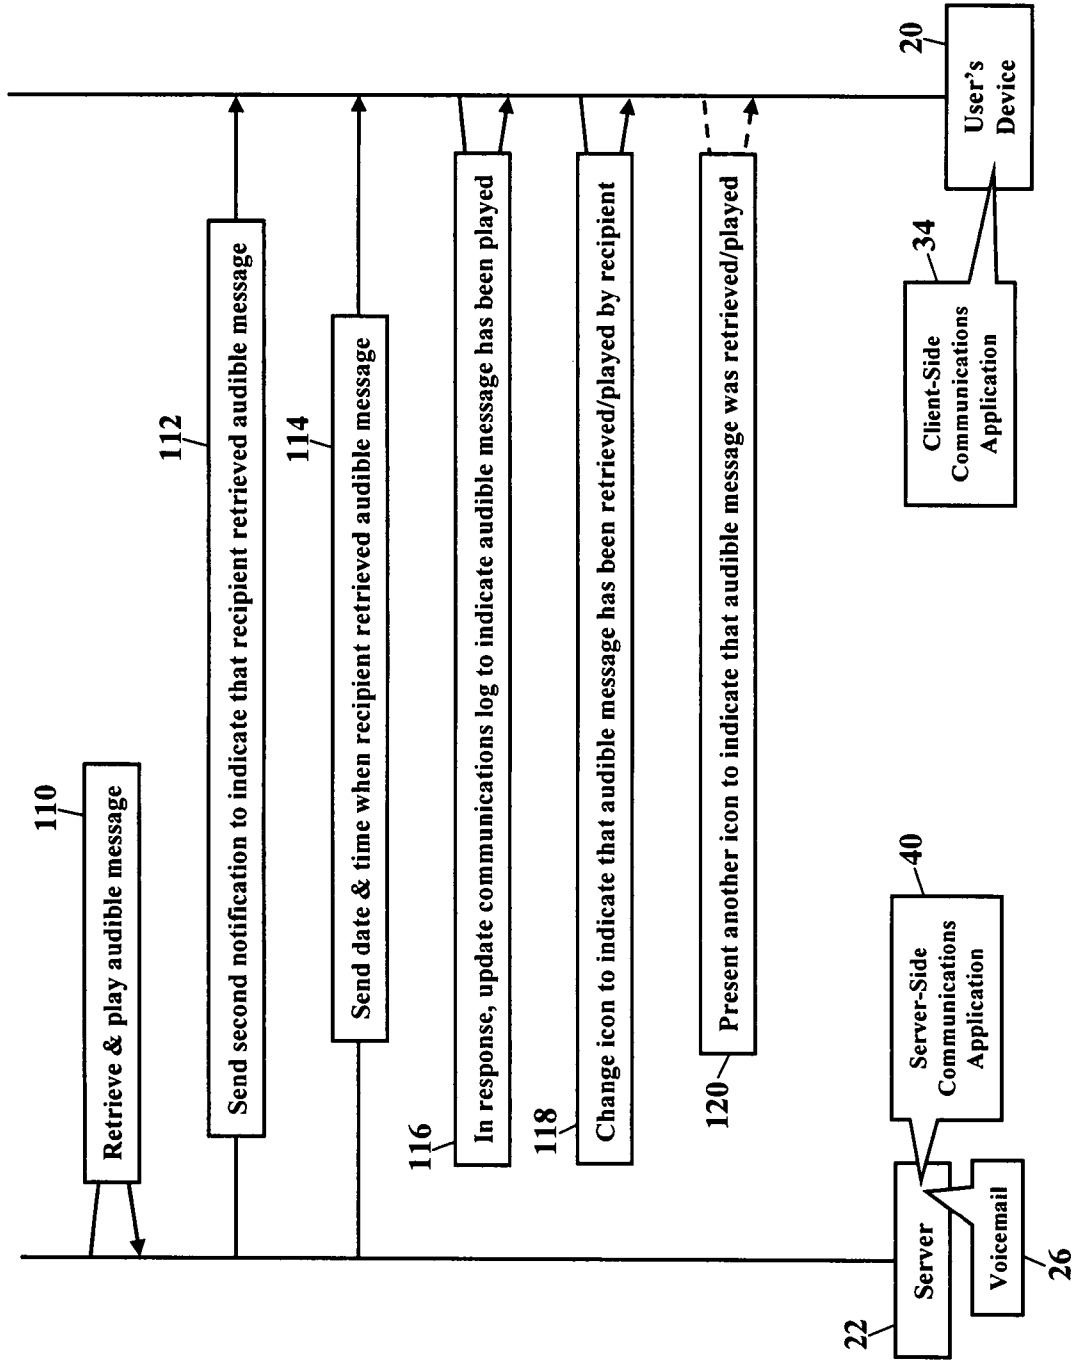 110
Retrieve & play audible message
112
Send second notification to indicate that recipient retrieved audible message
114
Send date & time when recipient retrieved audible message
116
In response, update communications log to indicate audible message has been played
118
Change icon to indicate that audible message has been retrieved/played by recipient
120
Present another icon to indicate that audible message was retrieved/played
22
Server
Voicemail
26
Server-Side
Communications
Application
40
Client-Side
Communications
Application
34
User's
Device
20